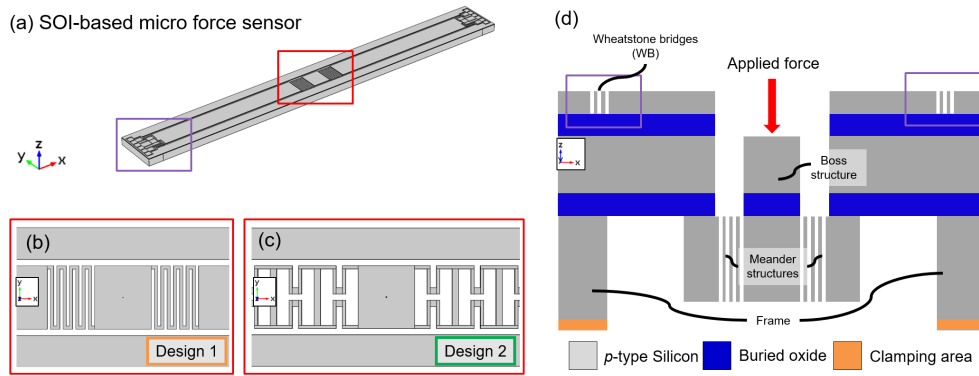 (a) SOI-based micro force sensor
z
y
x
(b)
y
x
Design 1
(c)
y
x
Design 2
(d)
Wheatstone bridges
(WB)
Applied force
Boss
structure
Meander
structures
Frame
p-type Silicon
Buried oxide
Clamping area